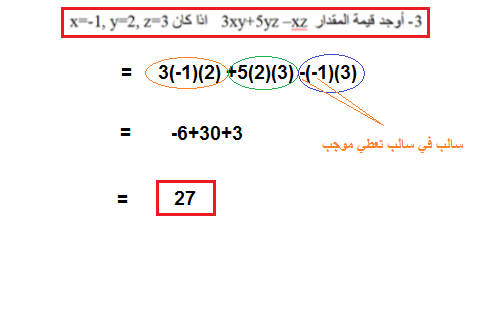 3- أوجد قيمة المقدار 3xy+5yz –xz اذا كان x=-1, y=2, z=3
= 3(-1)(2) +5(2)(3) -(-1)(3)
= -6+30+3
سالب في سالب تعطي موجب
= 27